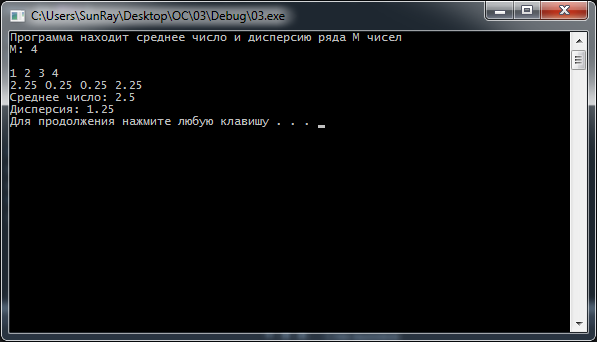 C:\Users\SunRay\Desktop\OC\03\Debug\03.exe
Программа находит среднее число и дисперсию ряда M чисел
M: 4
1 2 3 4
2.25 0.25 0.25 2.25
Среднее число: 2.5
Дисперсия: 1.25
Для продолжения нажмите любую клавишу . . .